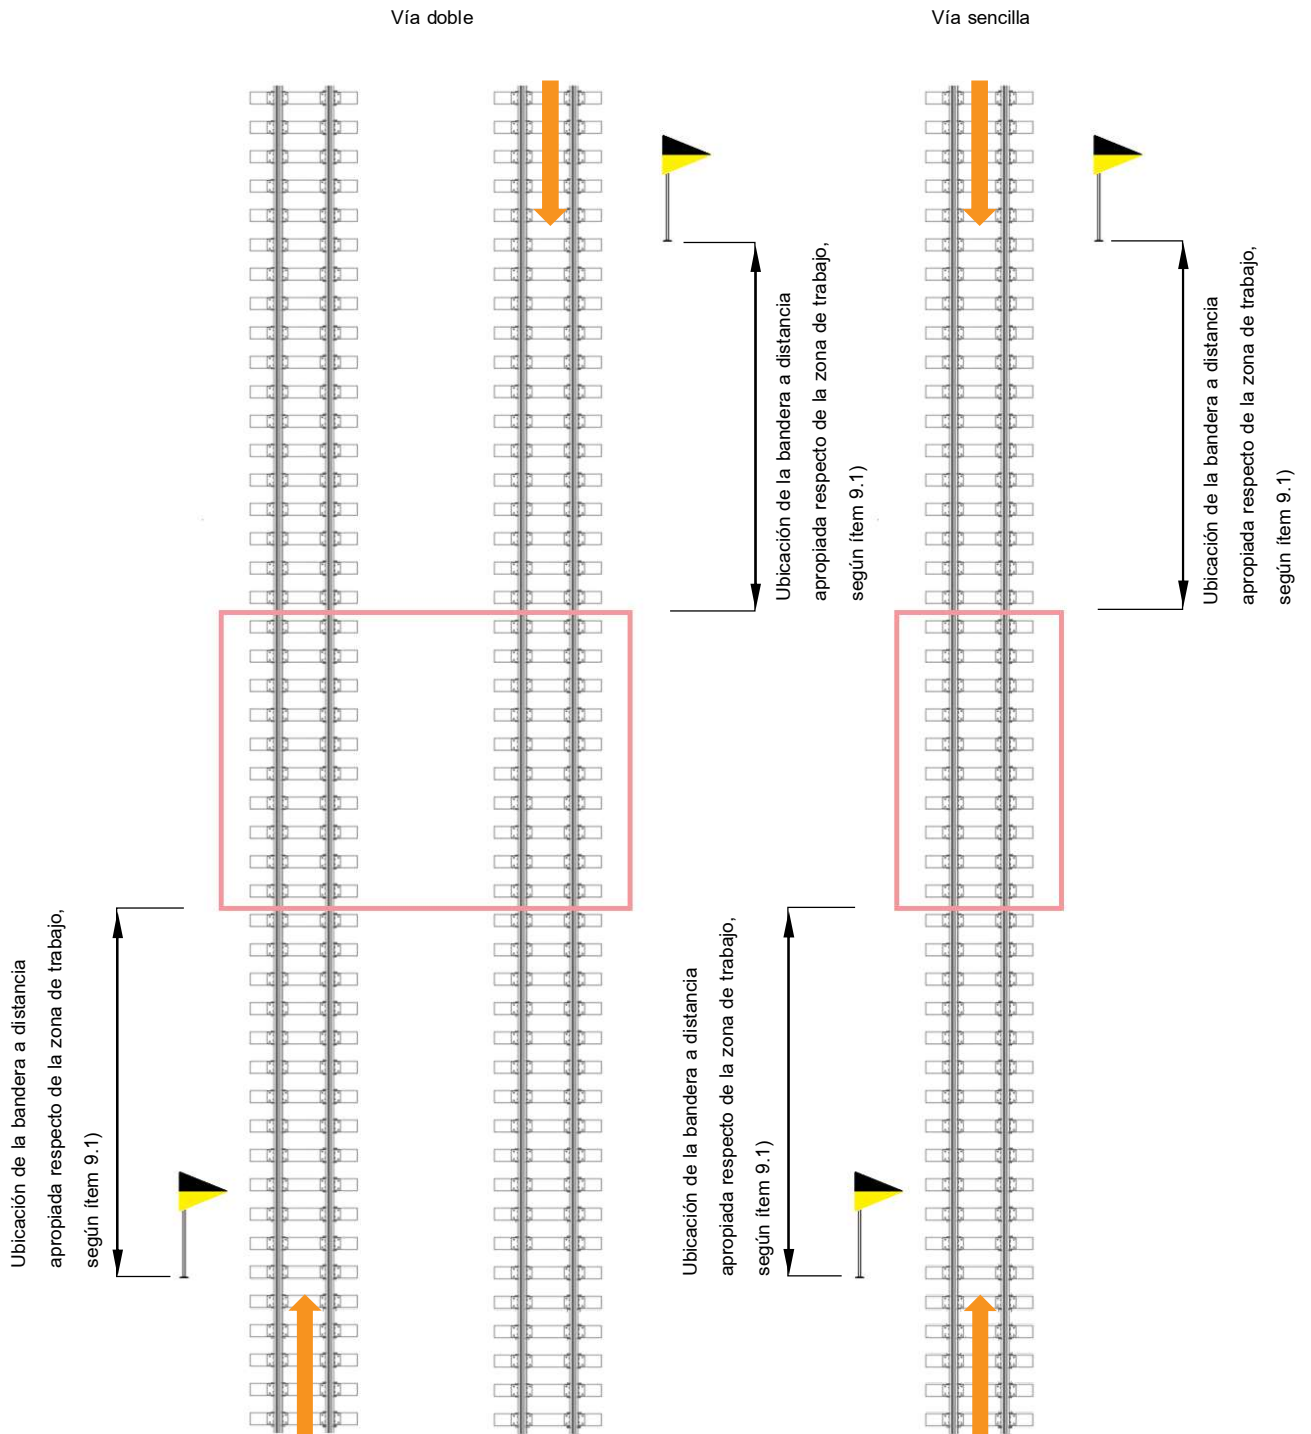 Vía doble
Vía sencilla
Ubicación de la bandera a distancia
apropiada respecto de la zona de trabajo,
según ítem 9.1)
Ubicación de la bandera a distancia
apropiada respecto de la zona de trabajo,
según ítem 9.1)
Ubicación de la bandera a distancia
apropiada respecto de la zona de trabajo,
según ítem 9.1)
Ubicación de la bandera a distancia
apropiada respecto de la zona de trabajo,
según ítem 9.1)